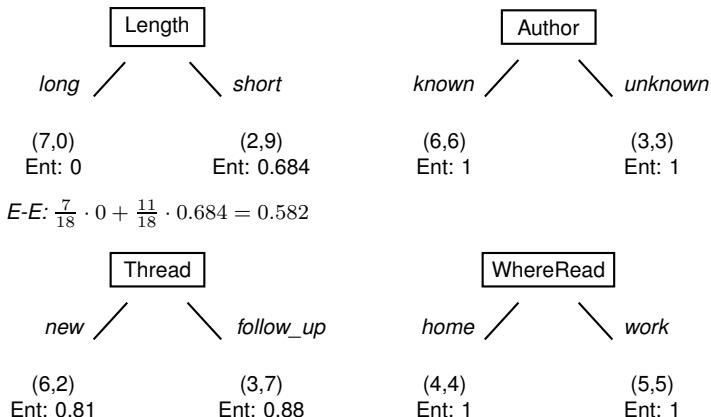 Length Author
long short known unknown
(7,0) (2,9) (6,6) (3,3)
Ent: 0 Ent: 0.684 Ent: 1 Ent: 1
E-E: 7/18 · 0 + 11/18 · 0.684 = 0.582
Thread WhereRead
new follow_up home work
(6,2) (3,7) (4,4) (5,5)
Ent: 0.81 Ent: 0.88 Ent: 1 Ent: 1